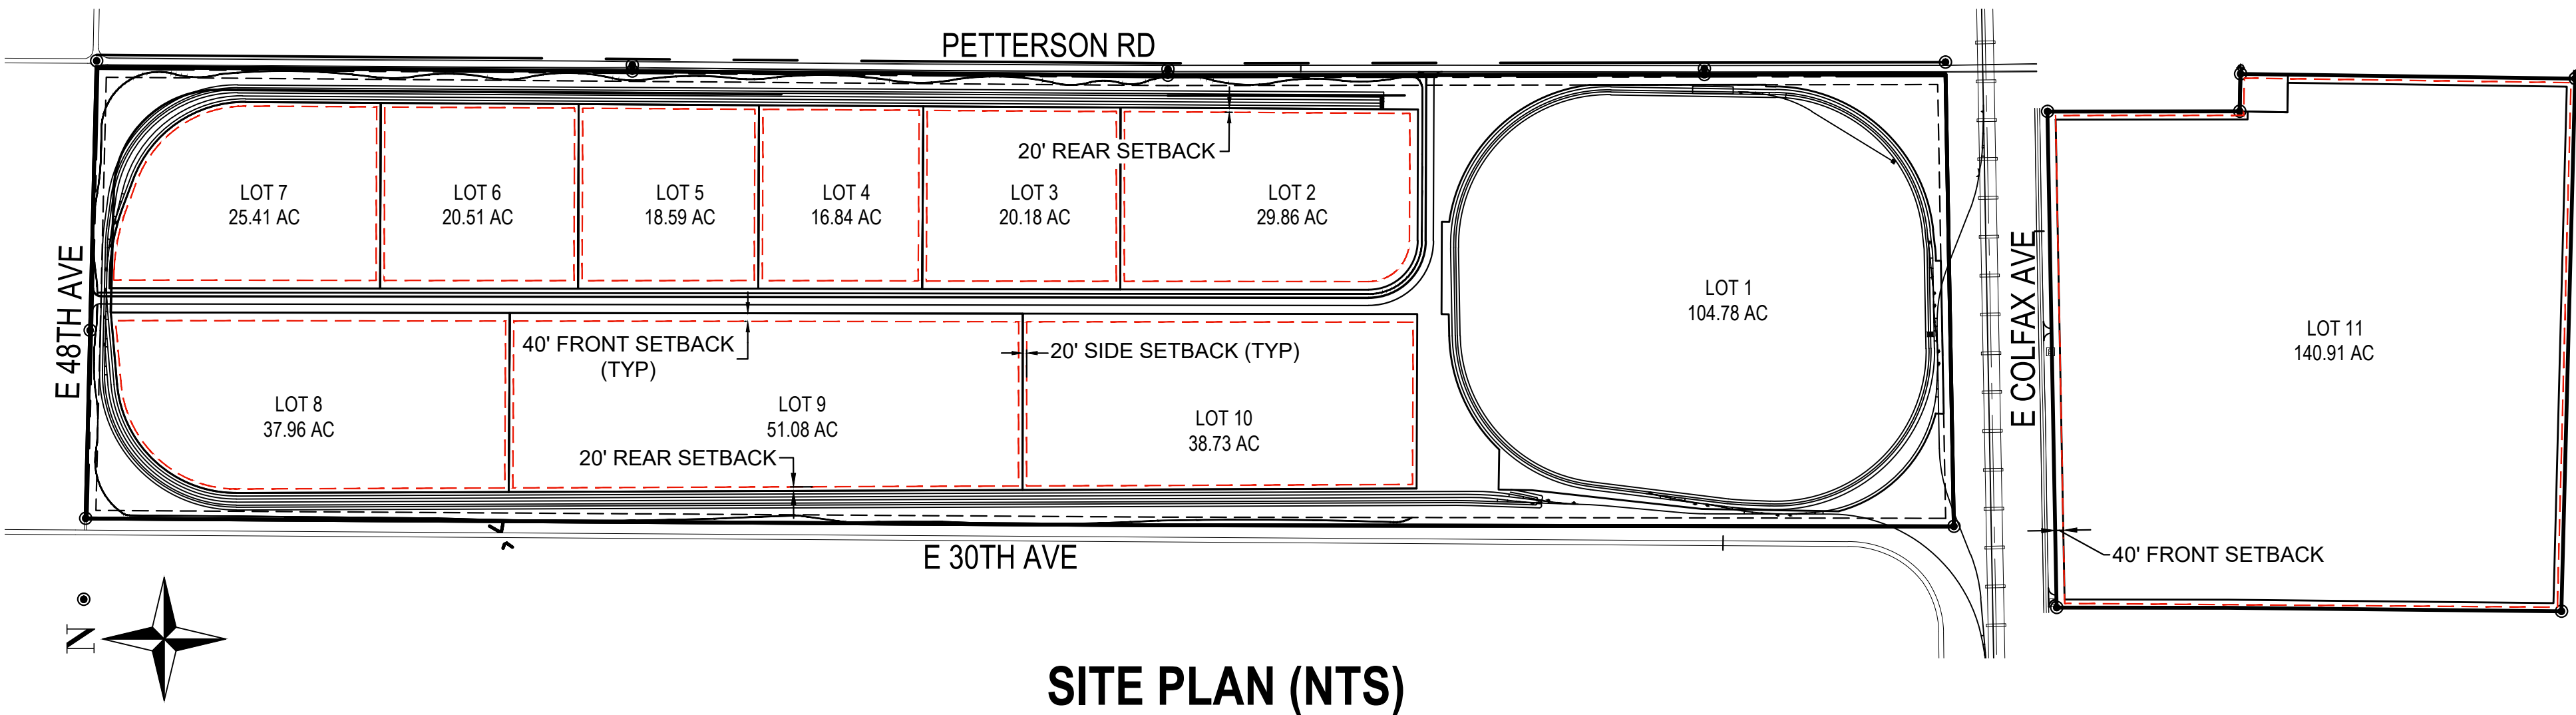 PETTERSON RD
20' REAR SETBACK
LOT 7
25.41 AC
LOT 6
20.51 AC
LOT 5
18.59 AC
LOT 4
16.84 AC
LOT 3
20.18 AC
LOT 2
29.86 AC
LOT 1
104.78 AC
E 48TH AVE
E COLFAX AVE
LOT 11
140.91 AC
40' FRONT SETBACK
(TYP)
20' SIDE SETBACK (TYP)
LOT 8
37.96 AC
LOT 9
51.08 AC
LOT 10
38.73 AC
20' REAR SETBACK
40' FRONT SETBACK
E 30TH AVE
N
SITE PLAN (NTS)